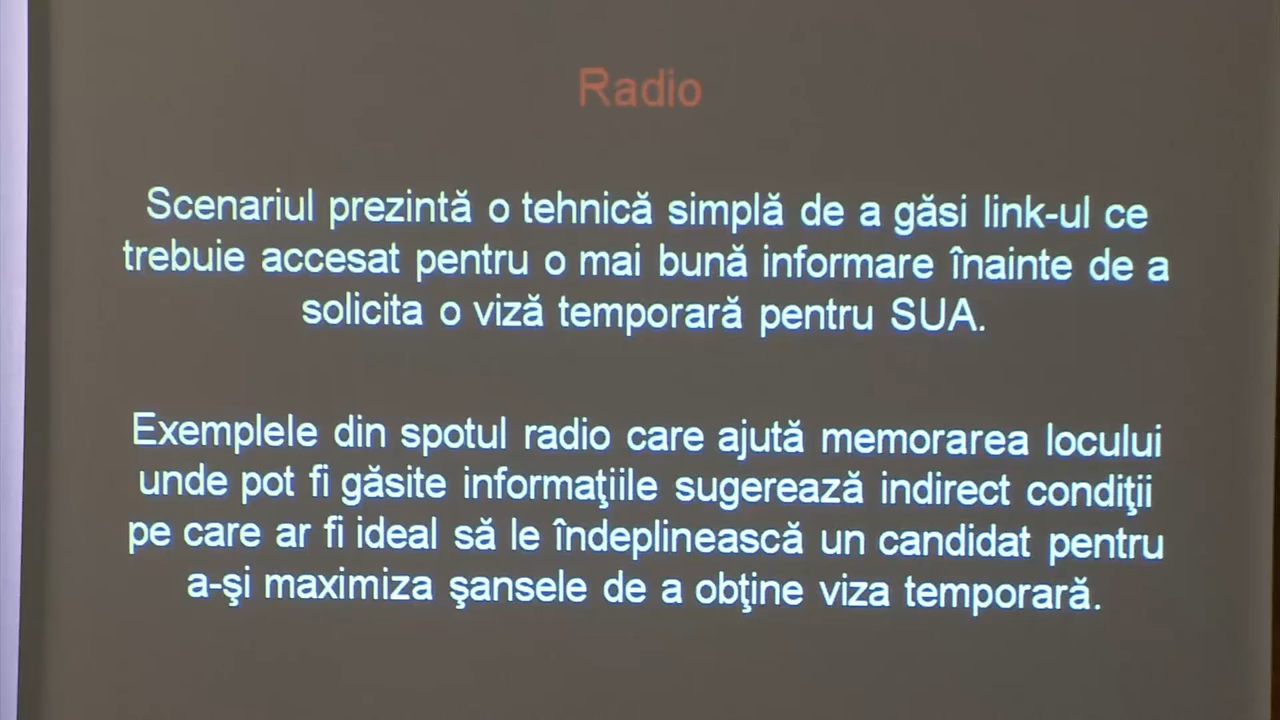 Radio
Scenariul prezintă o tehnică simplă de a găsi link-ul ce
trebuie accesat pentru o mai bună informare înainte de a
solicita o viză temporară pentru SUA.
Exemplele din spotul radio care ajută memorarea locului
unde pot fi găsite informaţiile sugerează indirect condiţii
pe care ar fi ideal să le îndeplinească un candidat pentru
a-şi maximiza şansele de a obţine viza temporară.